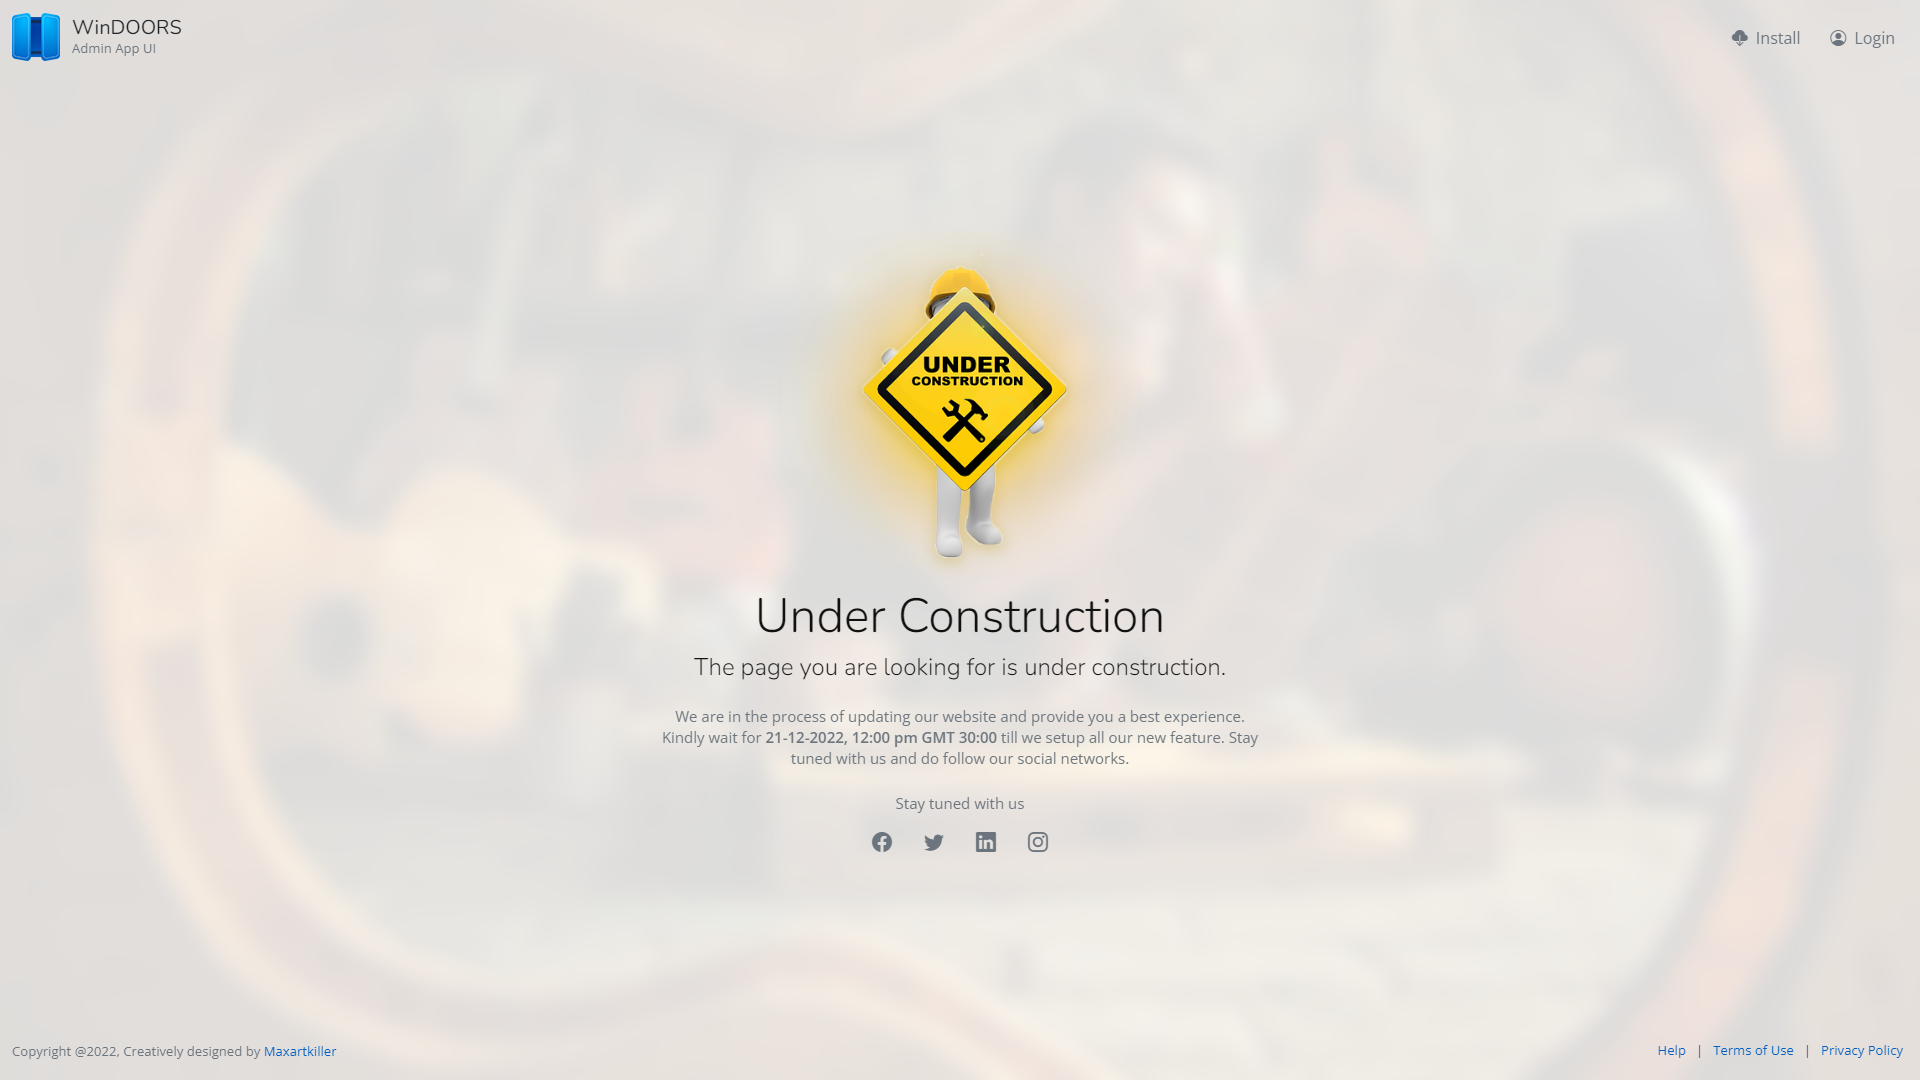 WinDOORS
Admin App UI
Install
Login
UNDER
CONSTRUCTION
Under Construction
The page you are looking for is under construction.
We are in the process of updating our website and provide you a best experience.
Kindly wait for 21-12-2022, 12:00 pm GMT 30:00 till we setup all our new feature. Stay
tuned with us and do follow our social networks.
Stay tuned with us
Copyright @2022, Creatively designed by Maxartkiller
Help | Terms of Use | Privacy Policy